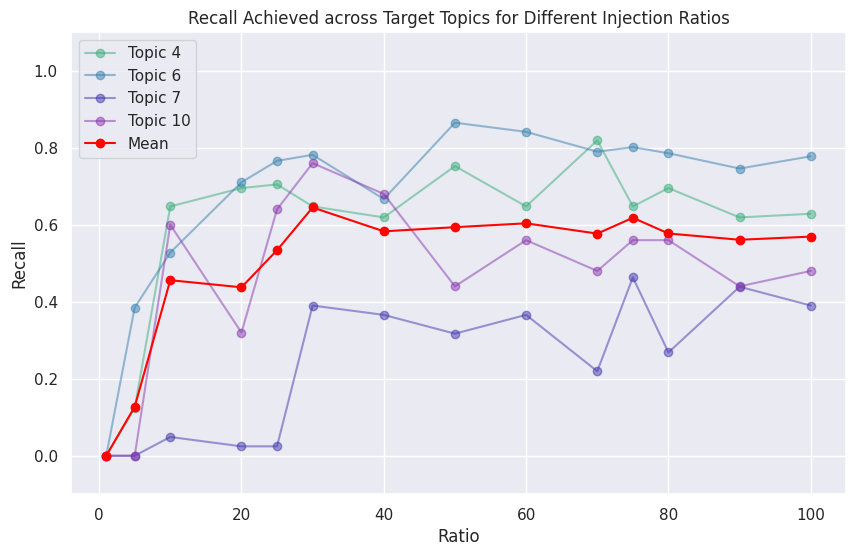 Recall Achieved across Target Topics for Different Injection Ratios
Topic 4
Topic 6
Topic 7
Topic 10
Mean
1.0
0.8
0.6
0.4
0.2
0.0
Recall
0 20 40 60 80 100
Ratio